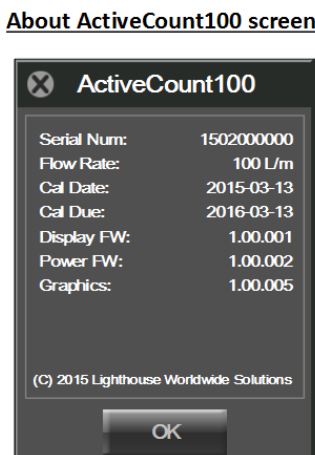 About ActiveCount100 screen
ActiveCount100
Serial Num: 1502000000
Flow Rate: 100 L/m
Cal Date: 2015-03-13
Cal Due: 2016-03-13
Display FW: 1.00.001
Power FW: 1.00.002
Graphics: 1.00.005
(C) 2015 Lighthouse Worldwide Solutions
OK